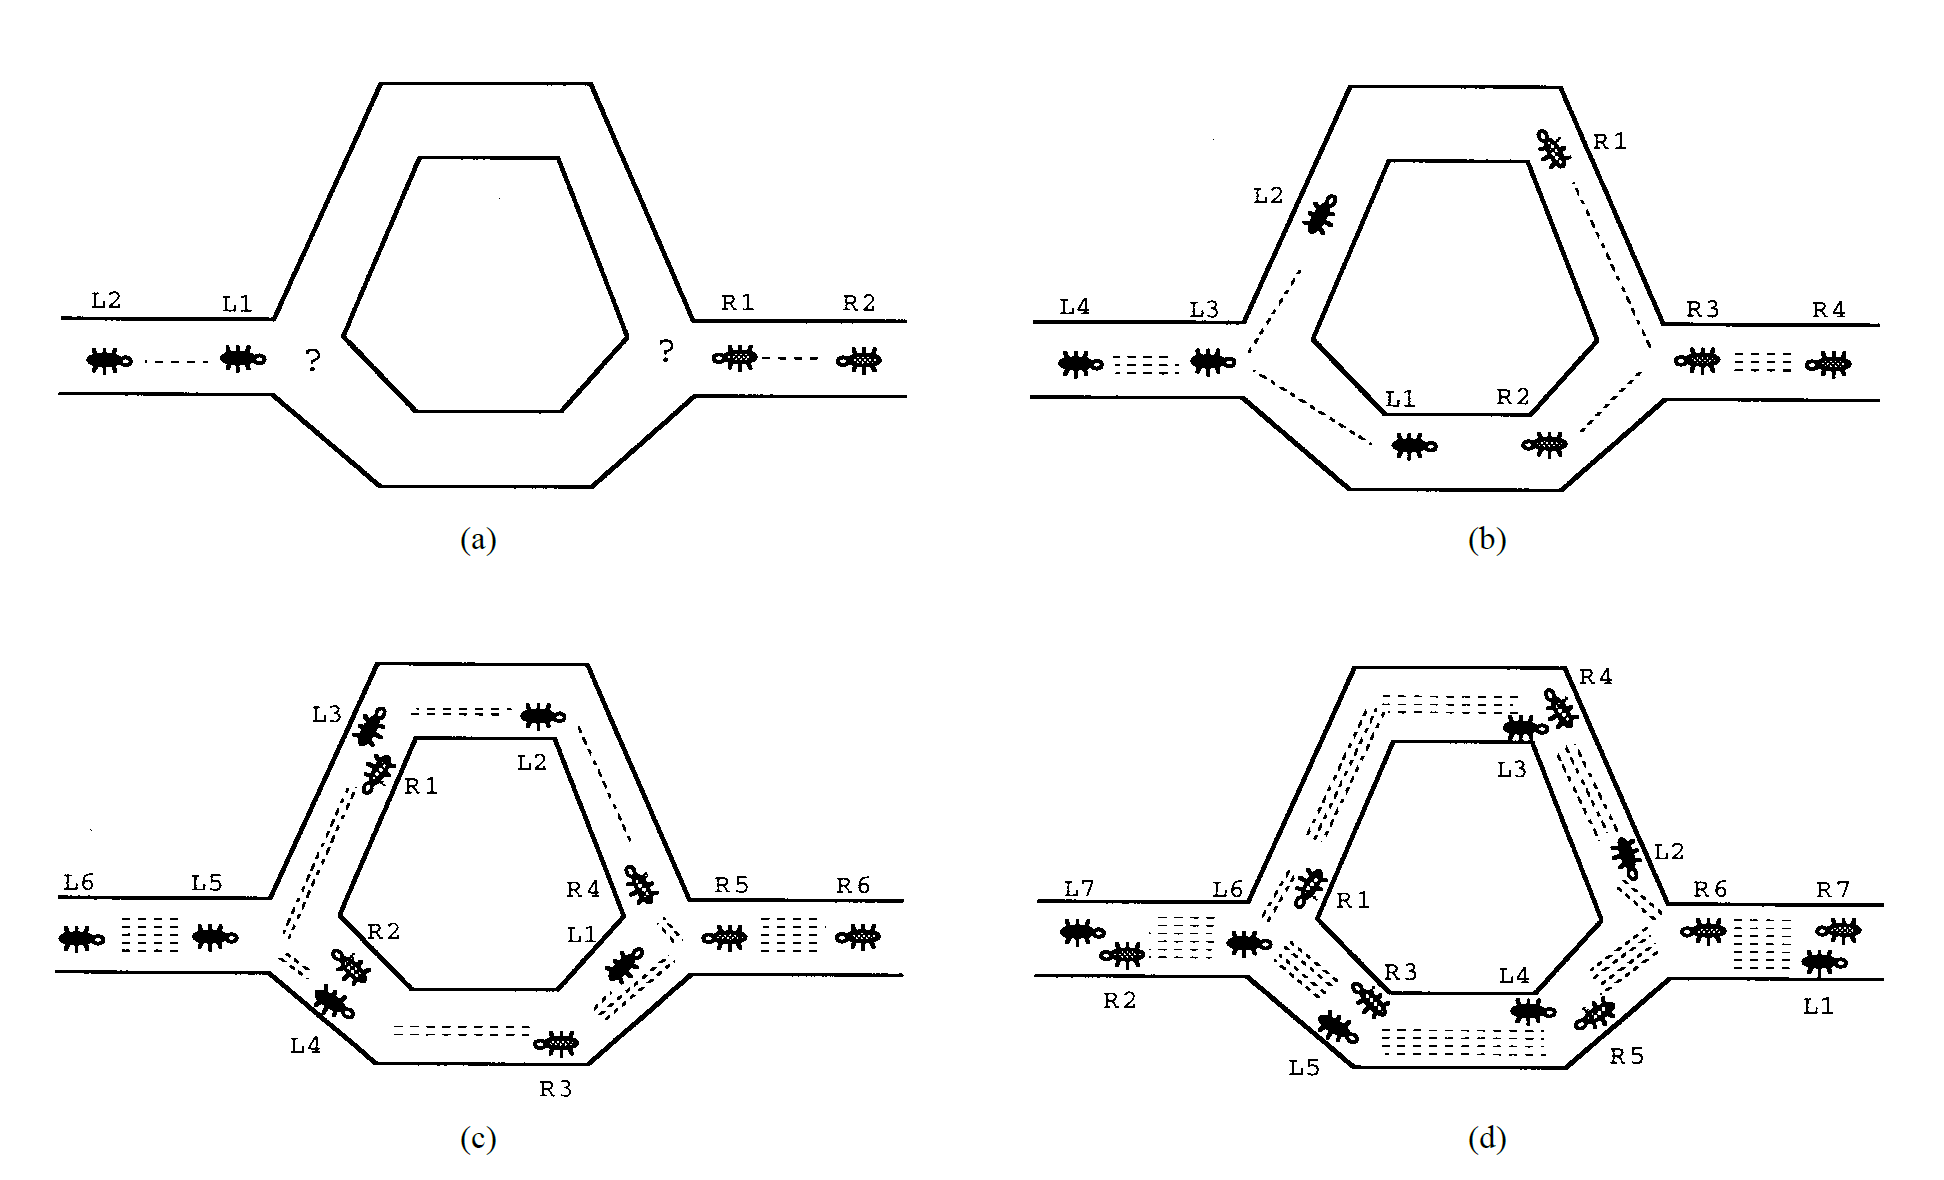 L2 L1 R1 R2
? ?
(a)
R1
L2
L4 L3 R3 R4
L1 R2
(b)
L3
L2
R1
L6 L5 R4 R5 R6
R2 L1
L4
R3
(c)
R4
L3
L2
L7 L6 R1 R6 R7
R3 L4
R2 L1
L5 R5
(d)